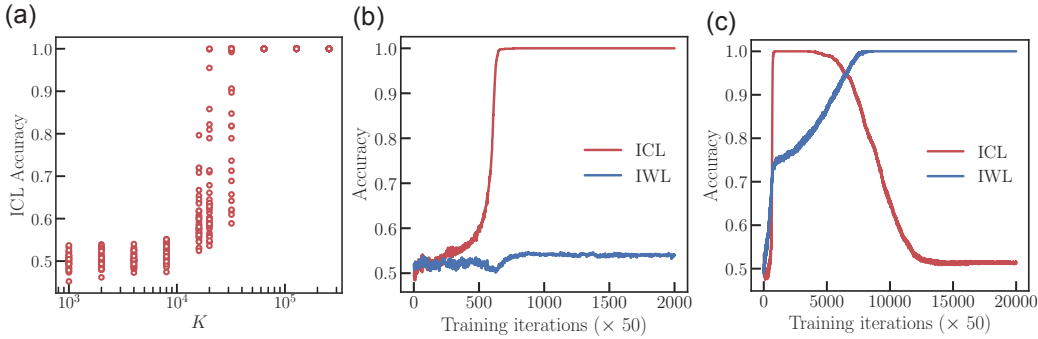 (a)
1.0
0.9
0.8
0.7
0.6
0.5
ICL Accuracy
10³
10⁴
10⁵
K
(b)
1.0
0.9
0.8
0.7
0.6
0.5
Accuracy
ICL
IWL
0
500
1000
1500
2000
Training iterations (× 50)
(c)
1.0
0.9
0.8
0.7
0.6
0.5
Accuracy
ICL
IWL
0
5000
10000
15000
20000
Training iterations (× 50)